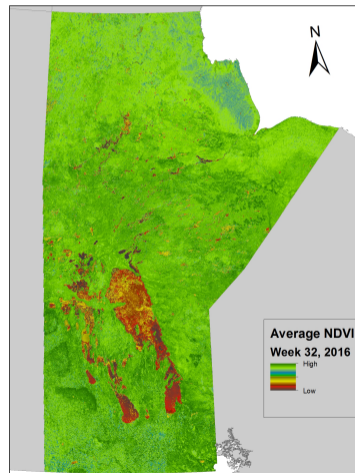 N
Average NDVI
Week 32, 2016
High
Low